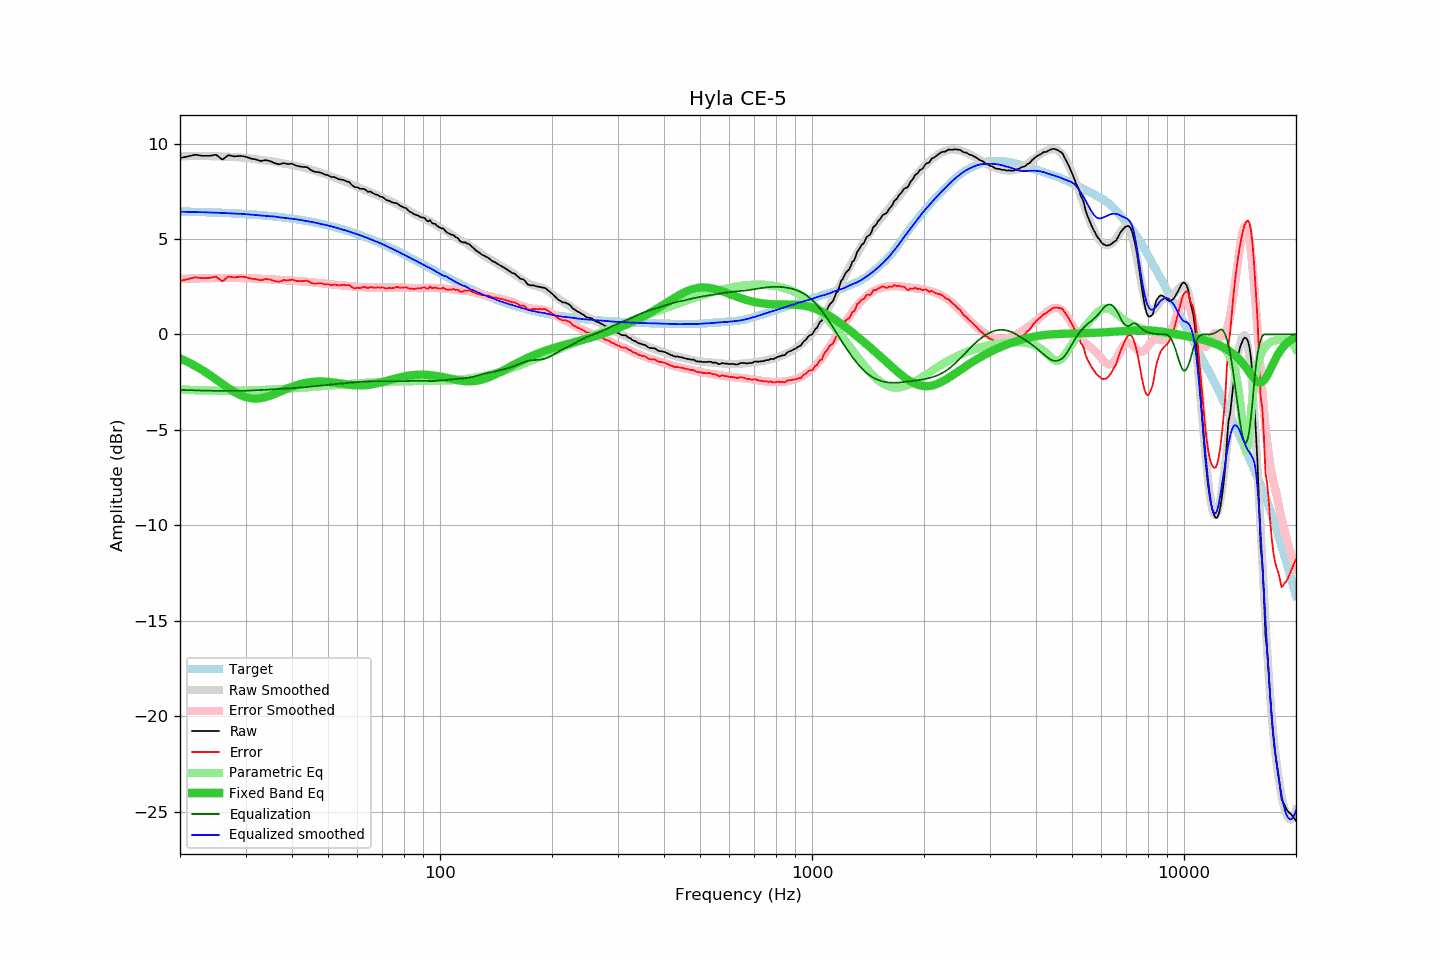 Hyla CE-5
10
5
0
−5
−10
−15
−20
−25
Amplitude (dBr)
Target
Raw Smoothed
Error Smoothed
Raw
Error
Parametric Eq
Fixed Band Eq
Equalization
Equalized smoothed
100 1000 10000
Frequency (Hz)